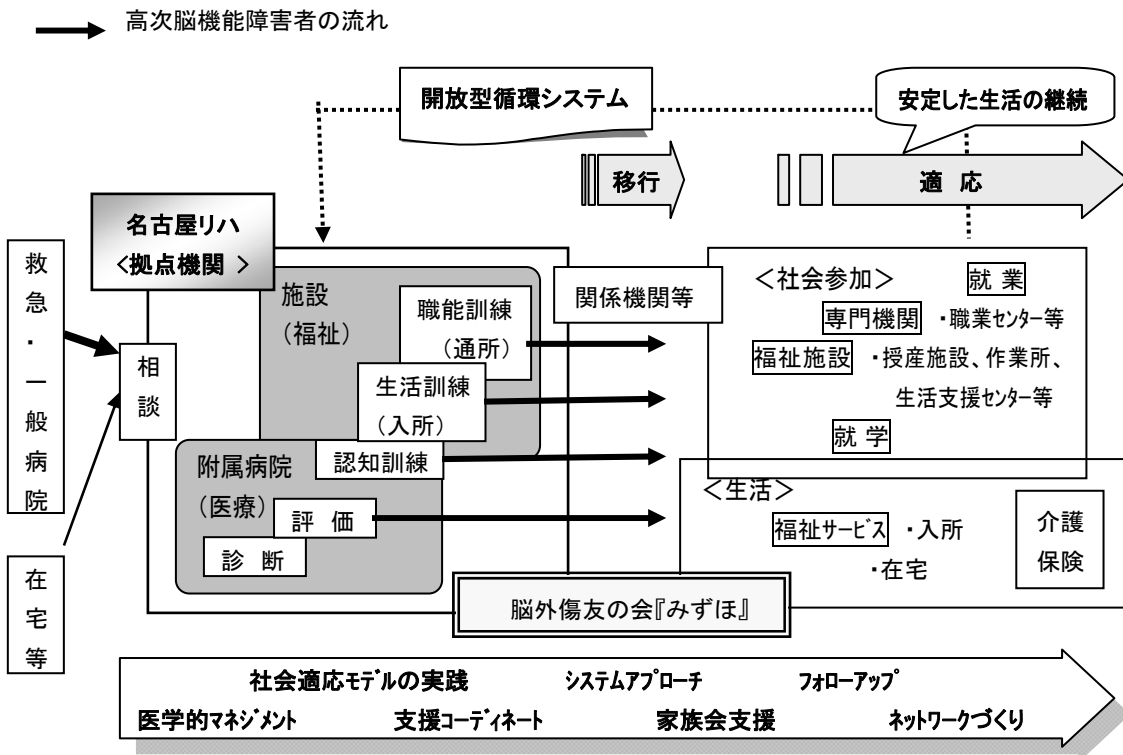 高次脳機能障害者の流れ
開放型循環システム
安定した生活の継続
移行
適 応
名古屋リハ
<拠点機関 >
救急・一般病院
在宅等
相談
施設
(福祉)
職能訓練
(通所)
生活訓練
(入所)
認知訓練
附属病院
(医療)
評 価
診 断
関係機関等
<社会参加>
就 業
専門機関 ・職業センター等
福祉施設 ・授産施設、作業所、
生活支援センター等
就 学
<生活>
福祉サービス ・入所
・在宅
介護
保険
脳外傷友の会『みずほ』
社会適応モデルの実践 システムアプローチ フォローアップ
医学的マネジメント 支援コーディネート 家族会支援 ネットワークづくり